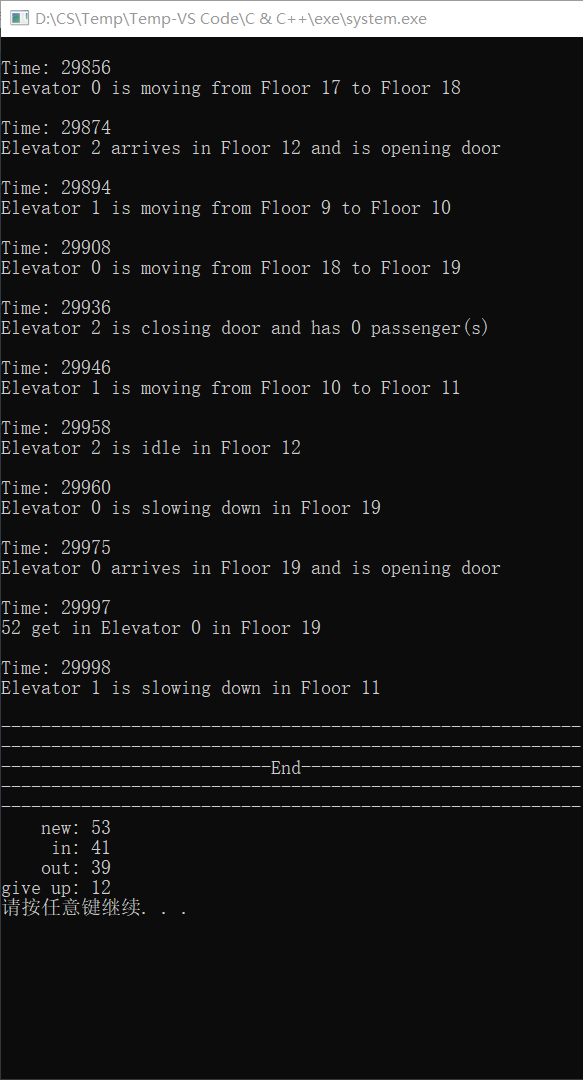 D:\CS\Temp\Temp-VS Code\C & C++\exe\system.exe
Time: 29856
Elevator 0 is moving from Floor 17 to Floor 18
Time: 29874
Elevator 2 arrives in Floor 12 and is opening door
Time: 29894
Elevator 1 is moving from Floor 9 to Floor 10
Time: 29908
Elevator 0 is moving from Floor 18 to Floor 19
Time: 29936
Elevator 2 is closing door and has 0 passenger(s)
Time: 29946
Elevator 1 is moving from Floor 10 to Floor 11
Time: 29958
Elevator 2 is idle in Floor 12
Time: 29960
Elevator 0 is slowing down in Floor 19
Time: 29975
Elevator 0 arrives in Floor 19 and is opening door
Time: 29997
52 get in Elevator 0 in Floor 19
Time: 29998
Elevator 1 is slowing down in Floor 11
----------------------------------------------------------
----------------------------------------------------------
---------------------------End----------------------------
----------------------------------------------------------
----------------------------------------------------------
new: 53
in: 41
out: 39
give up: 12
请按任意键继续. . .